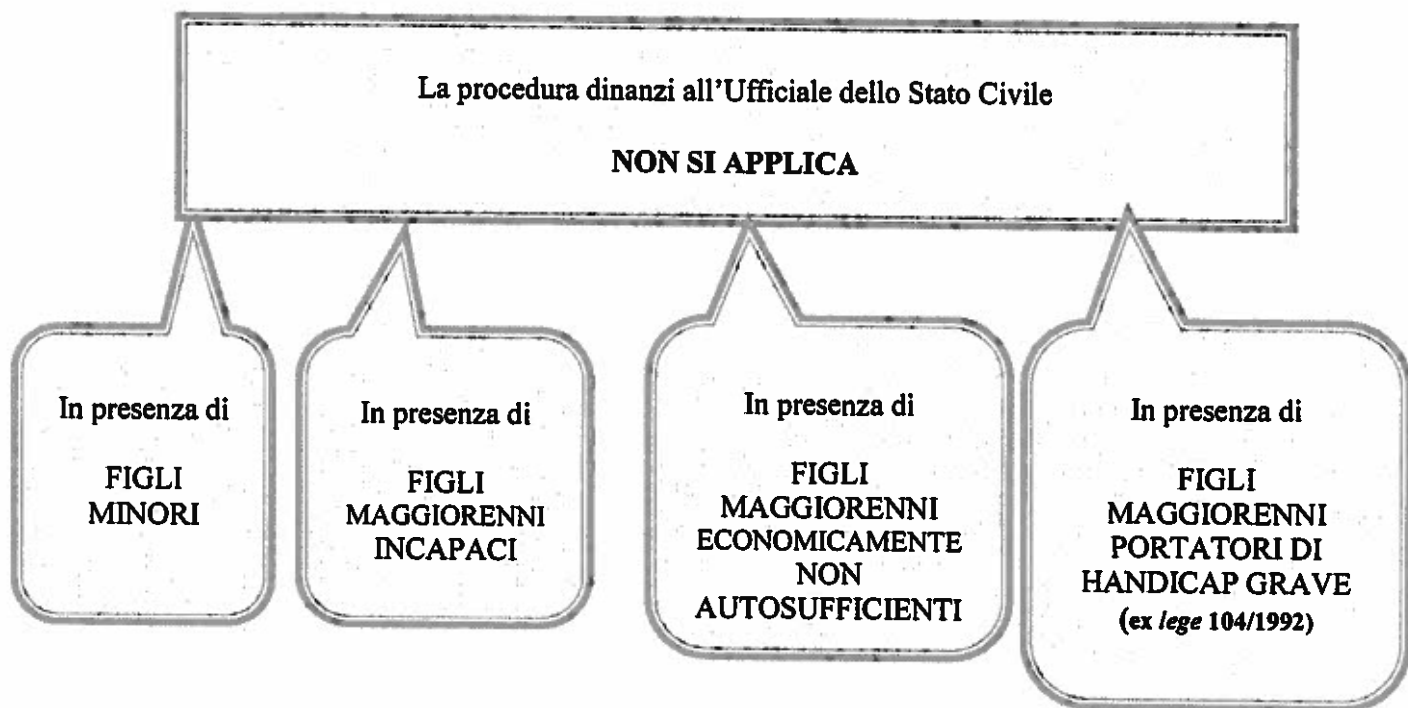 La procedura dinanzi all'Ufficiale dello Stato Civile
NON SI APPLICA
In presenza di
FIGLI
MINORI
In presenza di
FIGLI
MAGGIORENNI
INCAPACI
In presenza di
FIGLI
MAGGIORENNI
ECONOMICAMENTE
NON
AUTOSUFFICIENTI
In presenza di
FIGLI
MAGGIORENNI
PORTATORI DI
HANDICAP GRAVE
(ex lege 104/1992)